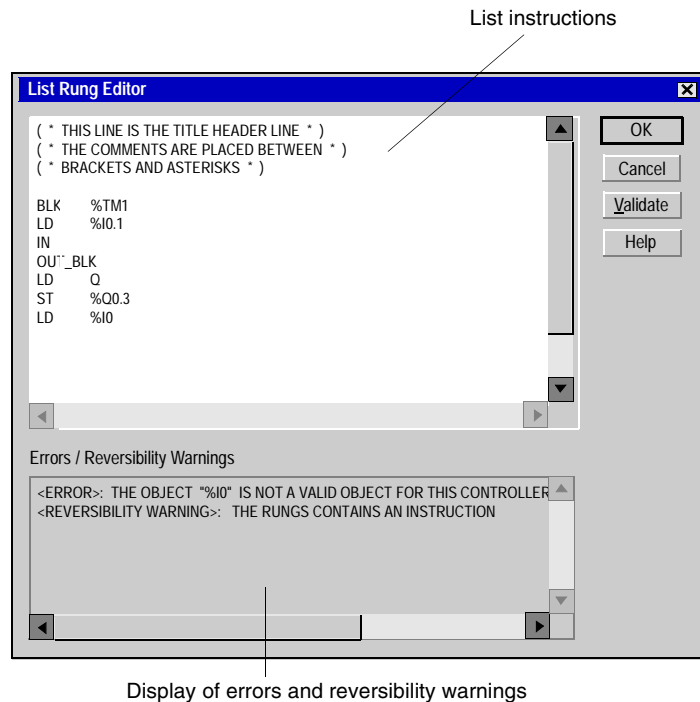 List instructions
List Rung Editor
( * THIS LINE IS THE TITLE HEADER LINE * )
( * THE COMMENTS ARE PLACED BETWEEN * )
( * BRACKETS AND ASTERISKS * )
BLK %TM1
LD %I0.1
IN
OUT_BLK
LD Q
ST %Q0.3
LD %I0
OK
Cancel
Validate
Help
Errors / Reversibility Warnings
<ERROR>: THE OBJECT "%I0" IS NOT A VALID OBJECT FOR THIS CONTROLLER
<REVERSIBILITY WARNING>: THE RUNGS CONTAINS AN INSTRUCTION
Display of errors and reversibility warnings